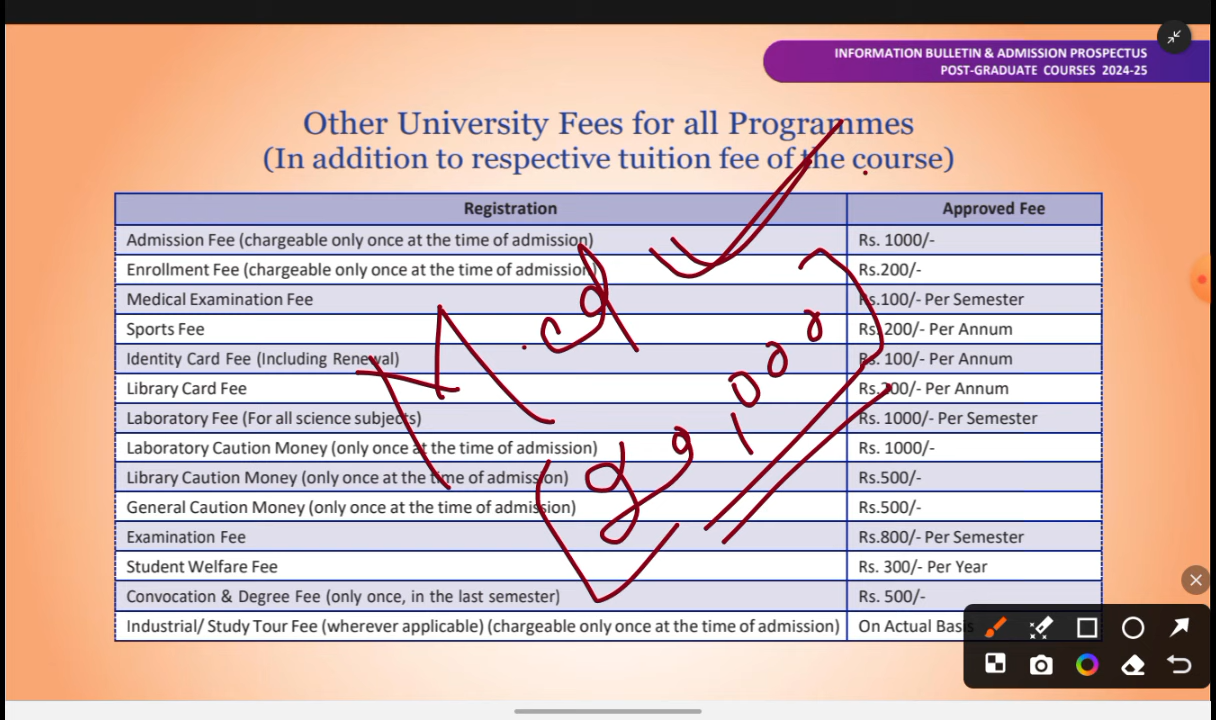 INFORMATION BULLETIN & ADMISSION PROSPECTUS
POST-GRADUATE COURSES 2024-25
Other University Fees for all Programmes
(In addition to respective tuition fee of the course)
Registration Approved Fee
Admission Fee (chargeable only once at the time of admission) Rs. 1000/-
Enrollment Fee (chargeable only once at the time of admission) Rs.200/-
Medical Examination Fee Rs.100/- Per Semester
Sports Fee Rs. 200/- Per Annum
Identity Card Fee (Including Renewal) Rs. 100/- Per Annum
Library Card Fee Rs.200/- Per Annum
Laboratory Fee (For all science subjects) Rs. 1000/- Per Semester
Laboratory Caution Money (only once at the time of admission) Rs. 1000/-
Library Caution Money (only once at the time of admission) Rs.500/-
General Caution Money (only once at the time of admission) Rs.500/-
Examination Fee Rs.800/- Per Semester
Student Welfare Fee Rs. 300/- Per Year
Convocation & Degree Fee (only once, in the last semester) Rs. 500/-
Industrial/ Study Tour Fee (wherever applicable) (chargeable only once at the time of admission) On Actual Basis